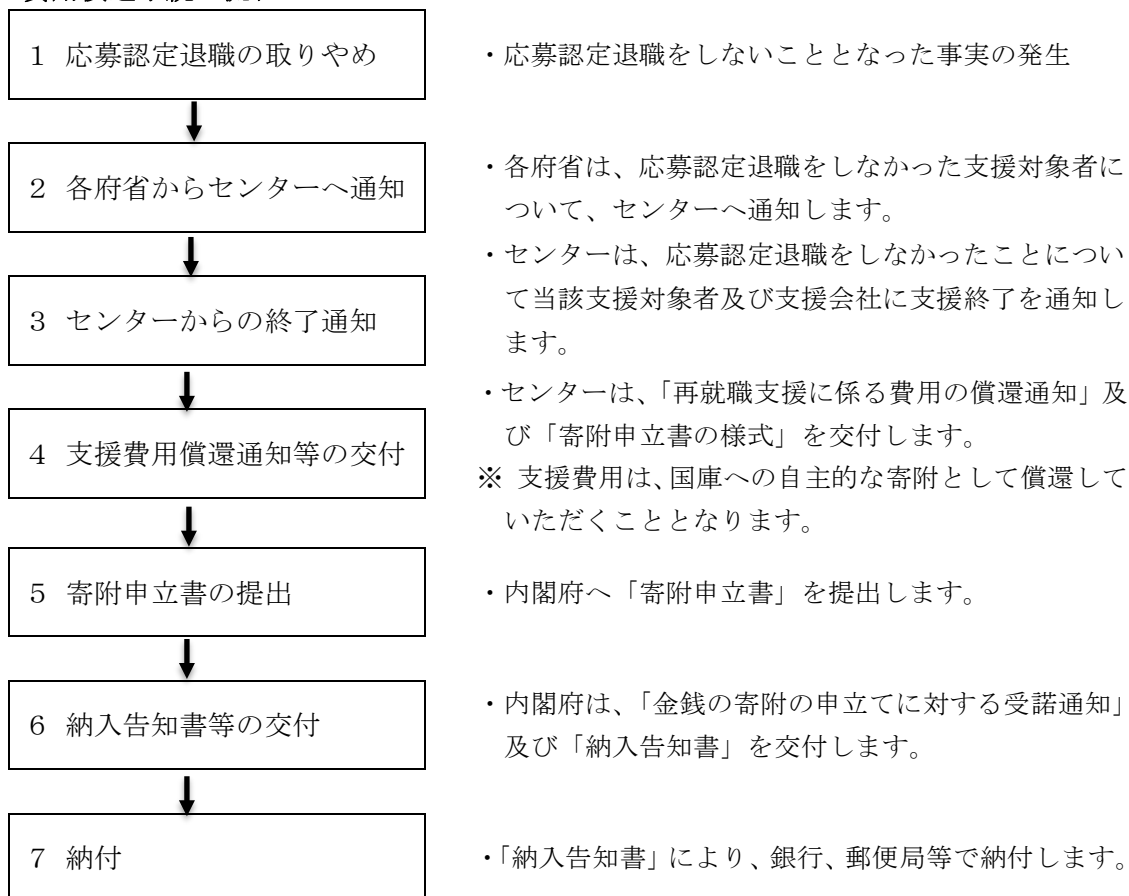 1 応募認定退職の取りやめ
・応募認定退職をしないこととなった事実の発生
2 各府省からセンターへ通知
・各府省は、応募認定退職をしなかった支援対象者に
ついて、センターへ通知します。
3 センターからの終了通知
・センターは、応募認定退職をしなかったことについ
て当該支援対象者及び支援会社に支援終了を通知し
ます。
4 支援費用償還通知等の交付
・センターは、「再就職支援に係る費用の償還通知」及
び「寄附申立書の様式」を交付します。
※ 支援費用は、国庫への自主的な寄附として償還して
いただくこととなります。
5 寄附申立書の提出
・内閣府へ「寄附申立書」を提出します。
6 納入告知書等の交付
・内閣府は、「金銭の寄附の申立てに対する受諾通知」
及び「納入告知書」を交付します。
7 納付
・「納入告知書」により、銀行、郵便局等で納付します。